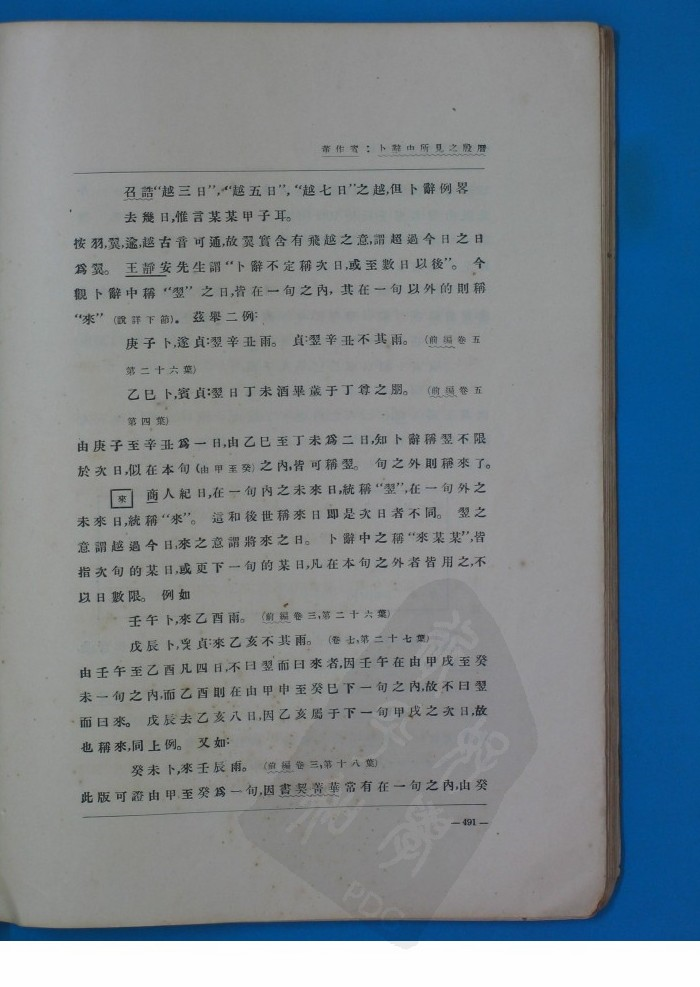 董作賓：卜辭中所見之殷曆
召誥“越三日”，“越五日”，“越七日”之越，但卜辭例畧
去幾日，惟言某某甲子耳。
按羽，翼，逾，越古音可通，故翼實含有飛越之意，謂超過今日之日
爲翼。 王靜安先生謂“卜辭不定稱次日，或至數日以後”。 今
觀卜辭中稱“翌”之日，皆在一句之內，其在一句以外的則稱
“來”（說詳下節）。 茲舉二例：
庚子卜，逐貞：翌辛丑雨。 貞：翌辛丑不其雨。 （前編卷五
第二十六葉）
乙巳卜，賓貞：翌日丁未酒畢歲于丁尊之朋。 （前編卷五
第四葉）
由庚子至辛丑爲一日，由乙巳至丁未爲二日，知卜辭稱翌不限
於次日，似在本句（由甲至癸）之內，皆可稱翌。 句之外則稱來了。
來 商人紀日，在一句內之未來日，統稱“翌”，在一句外之
未來日，統稱“來”。 這和後世稱來日即是次日者不同。 翌之
意謂越過今日，來之意謂將來之日。 卜辭中之稱“來某某”，皆
指次句的某日，或更下一句的某日，凡在本句之外者皆用之，不
以日數限。 例如
壬午卜，來乙酉雨。 （前編卷三，第二十六葉）
戊辰卜，貞：來乙亥不其雨。 （卷七，第二十七葉）
由壬午至乙酉凡四日，不曰翌而曰來者，因壬午在由甲戌至癸
未一句之內，而乙酉則在由甲申至癸巳下一句之內，故不曰翌
而曰來。 戊辰去乙亥八日，因乙亥屬于下一句甲戌之次日，故
也稱來，同上例。 又如：
癸未卜，來壬辰雨。 （前編卷三，第十八葉）
此版可證由甲至癸爲一句，因書契菁華常有在一句之內，由癸
—491—
PDC